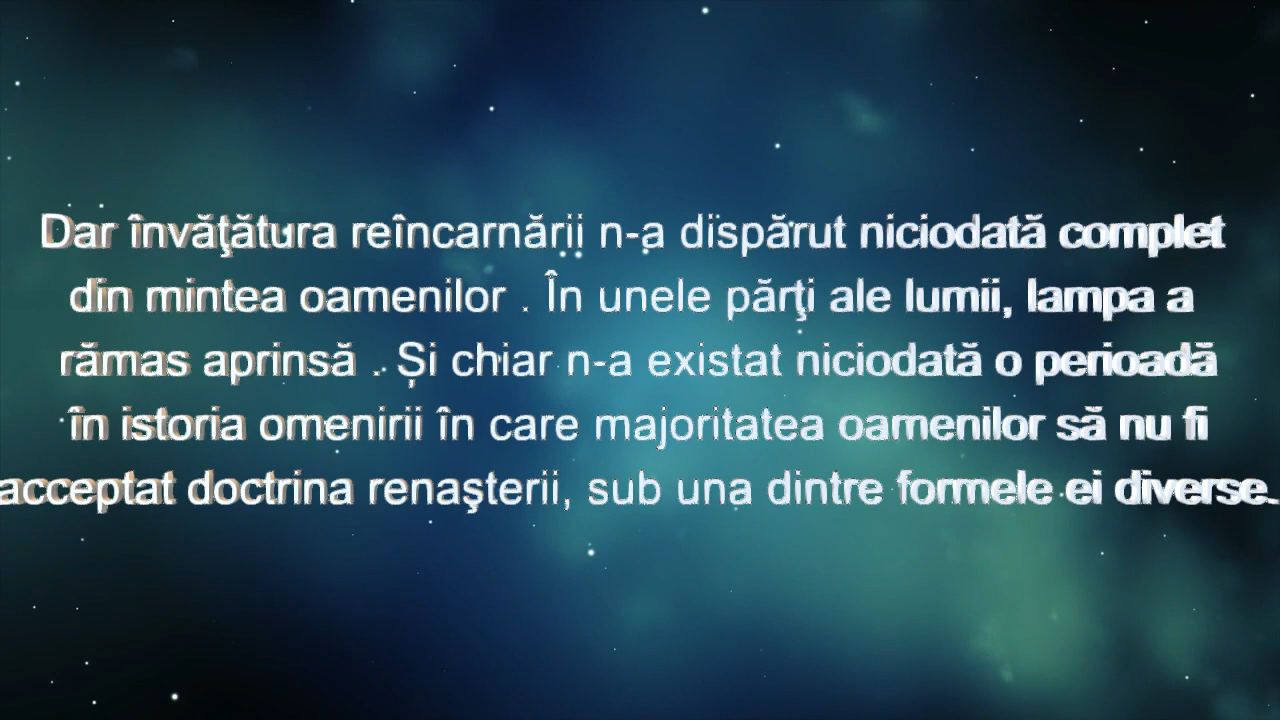 Dar învăţătura reîncarnării n-a dispărut niciodată complet
din mintea oamenilor . În unele părţi ale lumii, lampa a
rămas aprinsă . Și chiar n-a existat niciodată o perioadă
în istoria omenirii în care majoritatea oamenilor să nu fi
acceptat doctrina renaşterii, sub una dintre formele ei diverse.